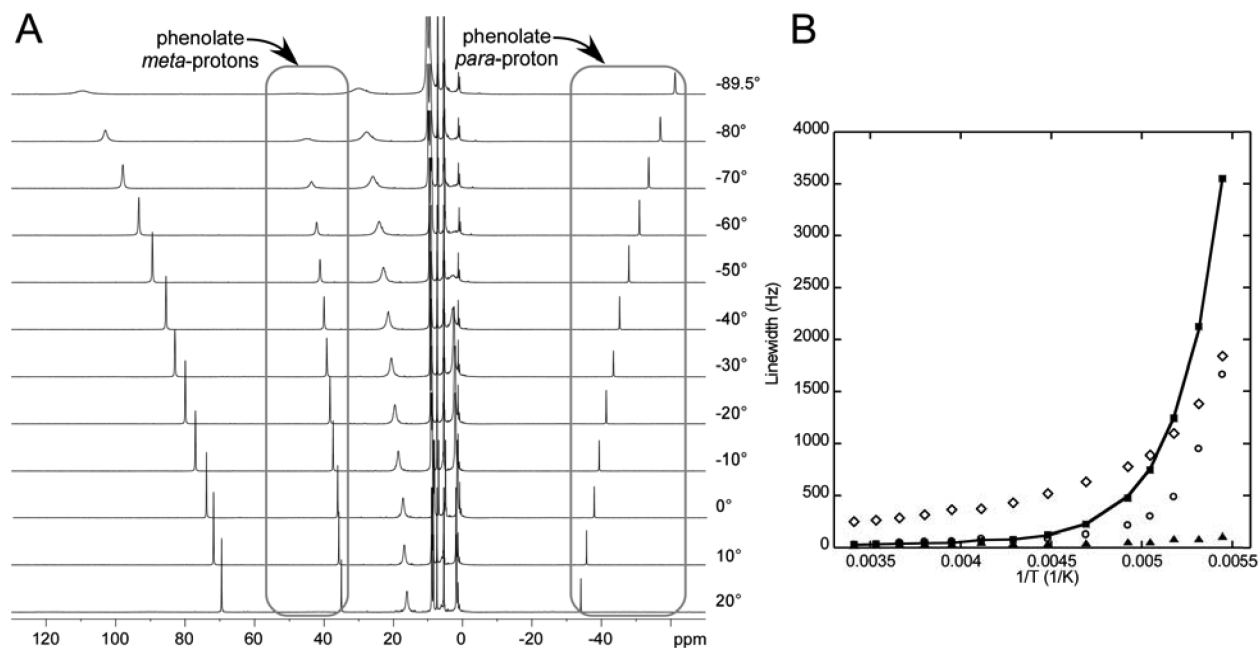 A
phenolate
meta-protons
phenolate
para-proton
-89.5°
-80°
-70°
-60°
-50°
-40°
-30°
-20°
-10°
0°
10°
20°
120 100 80 60 40 20 0 -20 -40 ppm
B
4000
3500
3000
2500
2000
1500
1000
500
0
Linewidth (Hz)
0.0035 0.004 0.0045 0.005 0.0055
1/T (1/K)